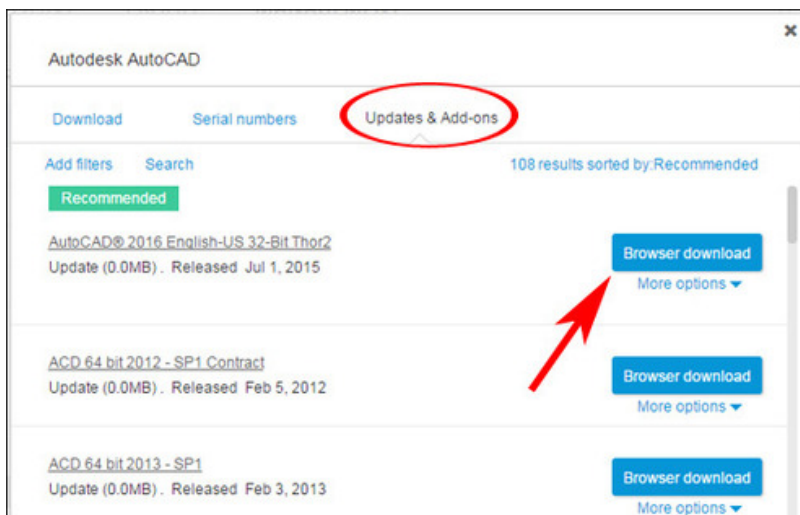 Autodesk AutoCAD
Download Serial numbers Updates & Add-ons
Add filters Search 108 results sorted by:Recommended
Recommended
AutoCAD® 2016 English-US 32-Bit Thor2
Browser download
Update (0.0MB) . Released Jul 1, 2015
More options
ACD 64 bit 2012 - SP1 Contract
Browser download
Update (0.0MB) . Released Feb 5, 2012
More options
ACD 64 bit 2013 - SP1
Browser download
Update (0.0MB) . Released Feb 3, 2013
More options